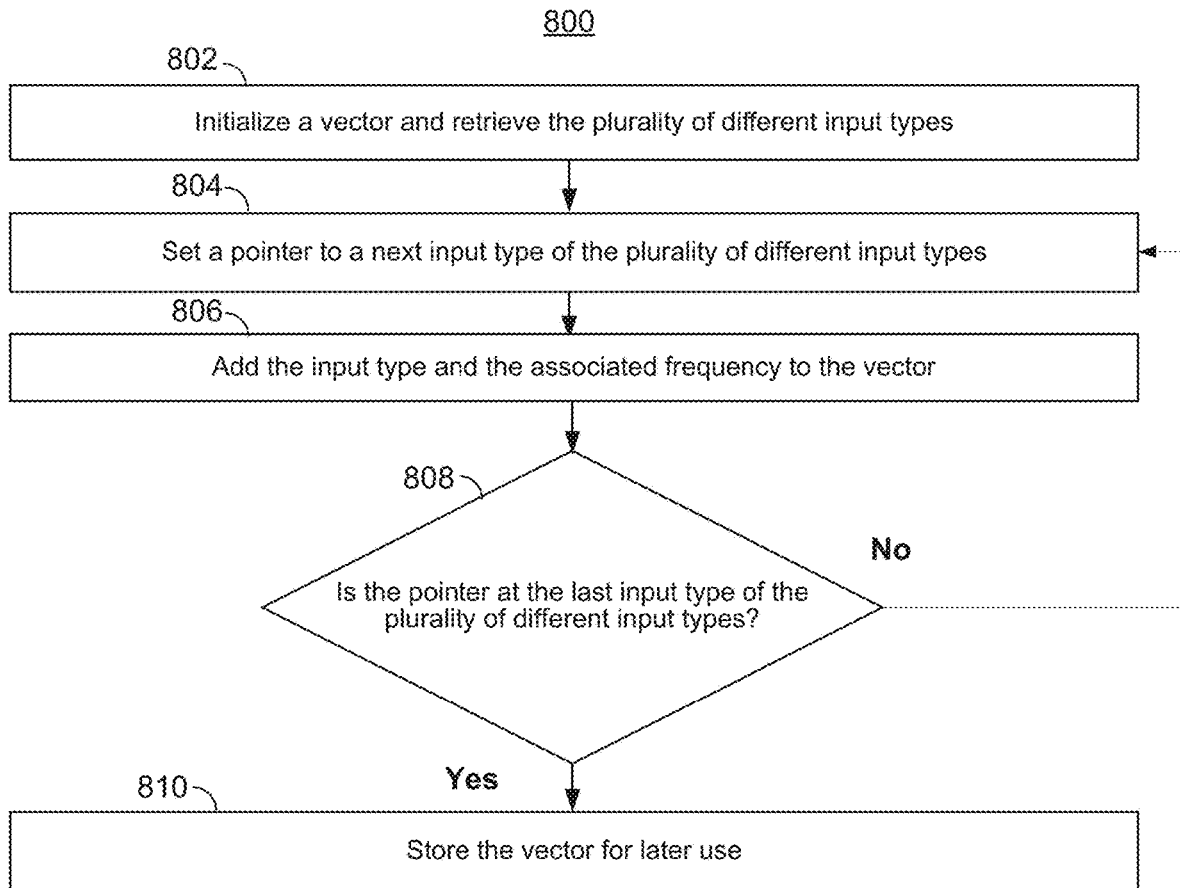 800
802
Initialize a vector and retrieve the plurality of different input types
804
Set a pointer to a next input type of the plurality of different input types
806
Add the input type and the associated frequency to the vector
808
No
Is the pointer at the last input type of the
plurality of different input types?
Yes
810
Store the vector for later use